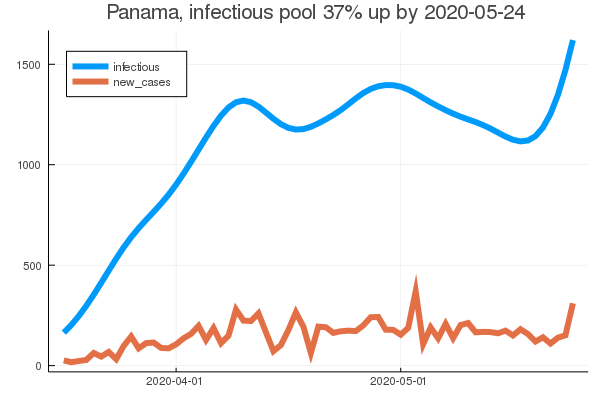 Panama, infectious pool 37% up by 2020-05-24
infectious
new_cases
1500
1000
500
0
2020-04-01
2020-05-01